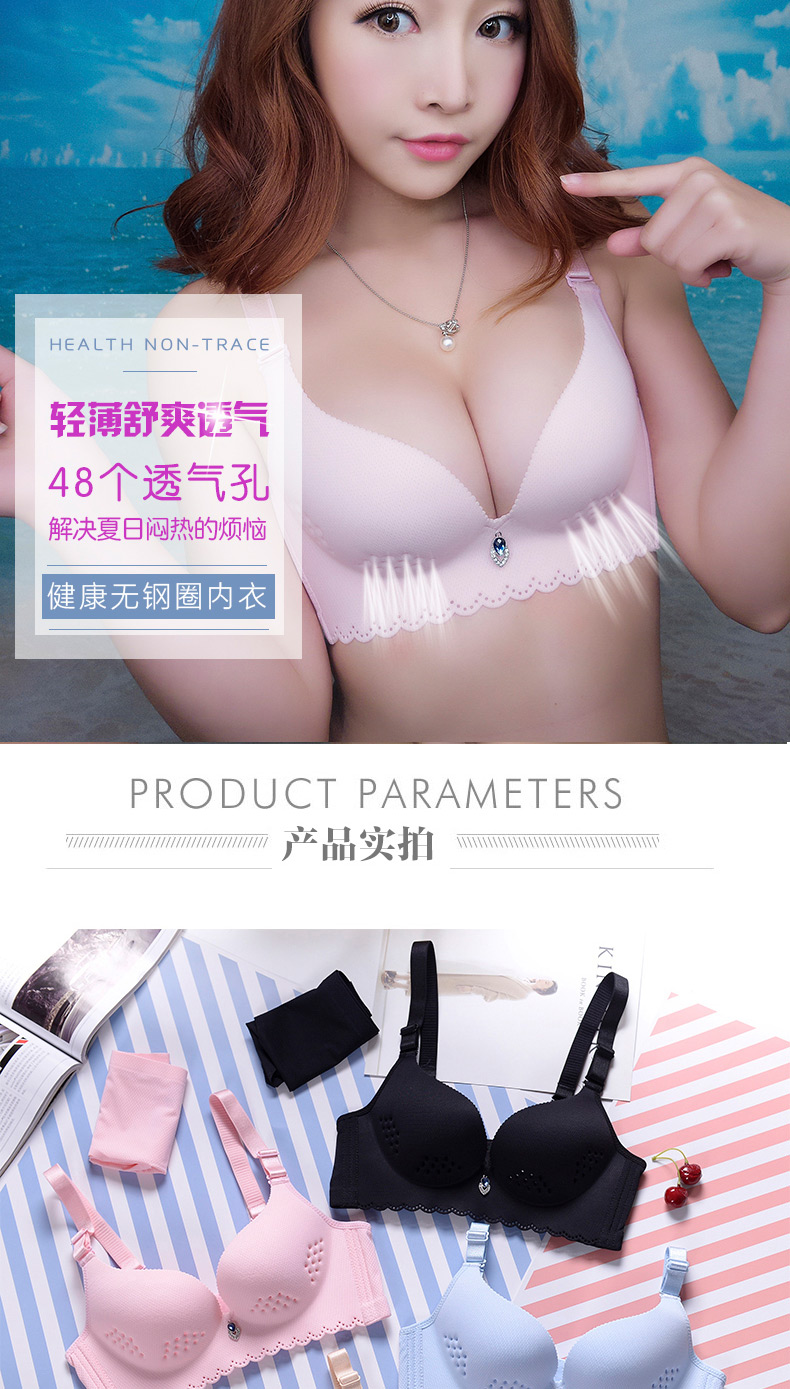 HEALTH NON-TRACE
轻薄舒爽透气
48个透气孔
解决夏日闷热的烦恼
健康无钢圈内衣
PRODUCT PARAMETERS
产品实拍